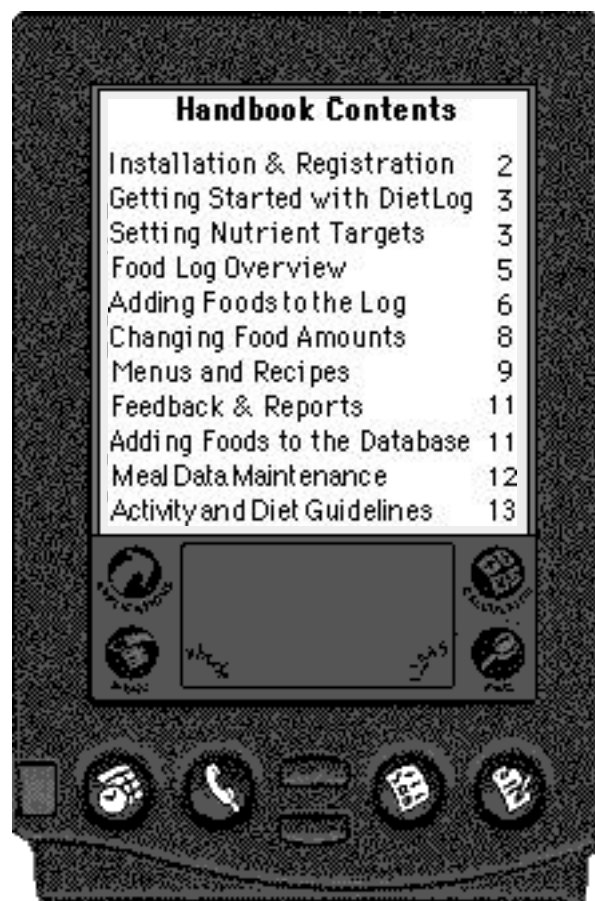 Handbook Contents
Installation & Registration 2
Getting Started with DietLog 3
Setting Nutrient Targets 3
Food Log Overview 5
Adding Foods to the Log 6
Changing Food Amounts 8
Menus and Recipes 9
Feedback & Reports 11
Adding Foods to the Database 11
Meal Data Maintenance 12
Activity and Diet Guidelines 13
APPLICATIONS
CALCULATOR